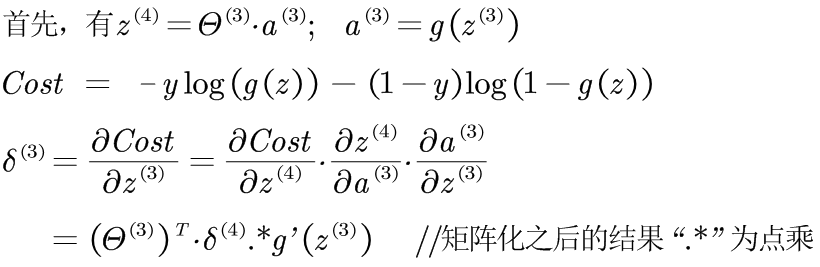 首先，有z⁽⁴⁾=Θ⁽³⁾·a⁽³⁾; a⁽³⁾=g(z⁽³⁾)
Cost = -ylog(g(z))-(1-y)log(1-g(z))
δ⁽³⁾=∂Cost/∂z⁽³⁾=∂Cost/∂z⁽⁴⁾·∂z⁽⁴⁾/∂a⁽³⁾·∂a⁽³⁾/∂z⁽³⁾
=(Θ⁽³⁾)ᵀ·δ⁽⁴⁾.*g’(z⁽³⁾) //矩阵化之后的结果“.*”为点乘